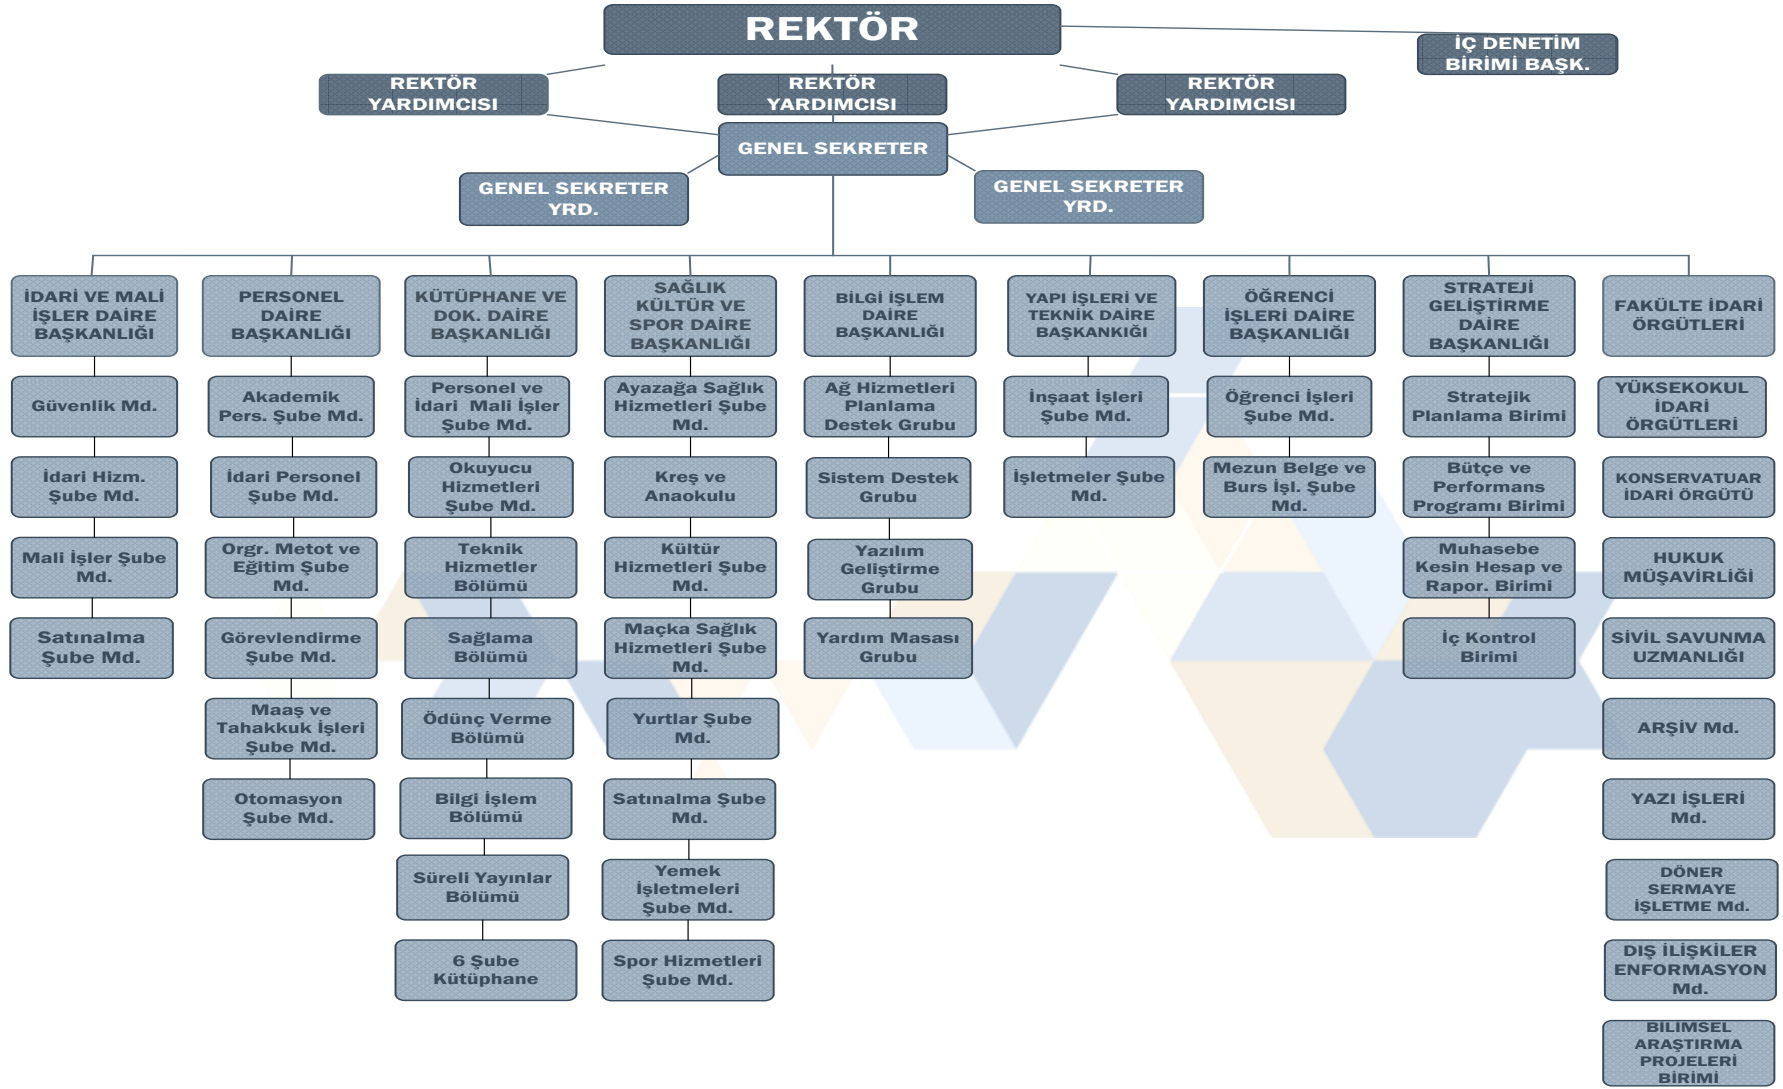 REKTÖR
İÇ DENETİM
BİRİMİ BAŞK.
REKTÖR
YARDIMCISI
REKTÖR
YARDIMCISI
REKTÖR
YARDIMCISI
GENEL SEKRETER
GENEL SEKRETER
YRD.
GENEL SEKRETER
YRD.
İDARİ VE MALİ
İŞLER DAİRE
BAŞKANLIĞI
Güvenlik Md.
İdari Hizm.
Şube Md.
Mali İşler Şube
Md.
Satınalma
Şube Md.
PERSONEL
DAİRE
BAŞKANLIĞI
Akademik
Pers. Şube Md.
İdari Personel
Şube Md.
Orgr. Metot ve
Eğitim Şube
Md.
Görevlendirme
Şube Md.
Maaş ve
Tahakkuk İşleri
Şube Md.
Otomasyon
Şube Md.
KÜTÜPHANE VE
DOK. DAİRE
BAŞKANLIĞI
Personel ve
İdari Mali İşler
Şube Md.
Okuyucu
Hizmetleri
Şube Md.
Teknik
Hizmetler
Bölümü
Sağlama
Bölümü
Ödünç Verme
Bölümü
Bilgi İşlem
Bölümü
Süreli Yayınlar
Bölümü
6 Şube
Kütüphane
SAĞLIK
KÜLTÜR VE
SPOR DAİRE
BAŞKANLIĞI
Ayazağa Sağlık
Hizmetleri Şube
Md.
Kreş ve
Anaokulu
Kültür
Hizmetleri Şube
Md.
Maçka Sağlık
Hizmetleri Şube
Md.
Yurtlar Şube
Md.
Satınalma Şube
Md.
Yemek
İşletmeleri
Şube Md.
Spor Hizmetleri
Şube Md.
BİLGİ İŞLEM
DAİRE
BAŞKANLIĞI
Ağ Hizmetleri
Planlama
Destek Grubu
Sistem Destek
Grubu
Yazılım
Geliştirme
Grubu
Yardım Masası
Grubu
YAPI İŞLERİ VE
TEKNİK DAİRE
BAŞKANKIĞI
İnşaat İşleri
Şube Md.
İşletmeler Şube
Md.
ÖĞRENCİ
İŞLERİ DAİRE
BAŞKANLIĞI
Öğrenci İşleri
Şube Md.
Mezun Belge ve
Burs İşl. Şube
Md.
STRATEJİ
GELİŞTİRME
DAİRE
BAŞKANLIĞI
Stratejik
Planlama Birimi
Bütçe ve
Performans
Programı Birimi
Muhasebe
Kesin Hesap ve
Rapor. Birimi
İç Kontrol
Birimi
FAKÜLTE İDARİ
ÖRGÜTLERİ
YÜKSEKOKUL
İDARİ
ÖRGÜTLERİ
KONSERVATUAR
İDARİ ÖRGÜTÜ
HUKUK
MÜŞAVİRLİĞİ
SİVİL SAVUNMA
UZMANLIĞI
ARŞİV Md.
YAZI İŞLERİ
Md.
DÖNER
SERMAYE
İŞLETME Md.
DIŞ İLİŞKİLER
ENFORMASYON
Md.
BİLİMSEL
ARAŞTIRMA
PROJELERİ
BİRİMİ